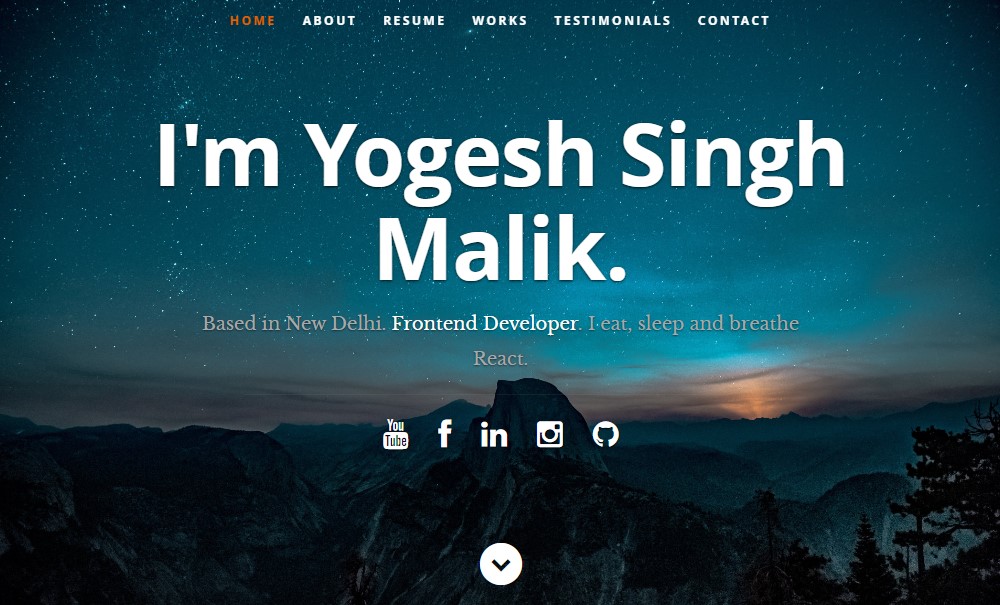 HOME ABOUT RESUME WORKS TESTIMONIALS CONTACT
I'm Yogesh Singh
Malik.
Based in New Delhi. Frontend Developer. I eat, sleep and breathe
React.
You
Tube
f in